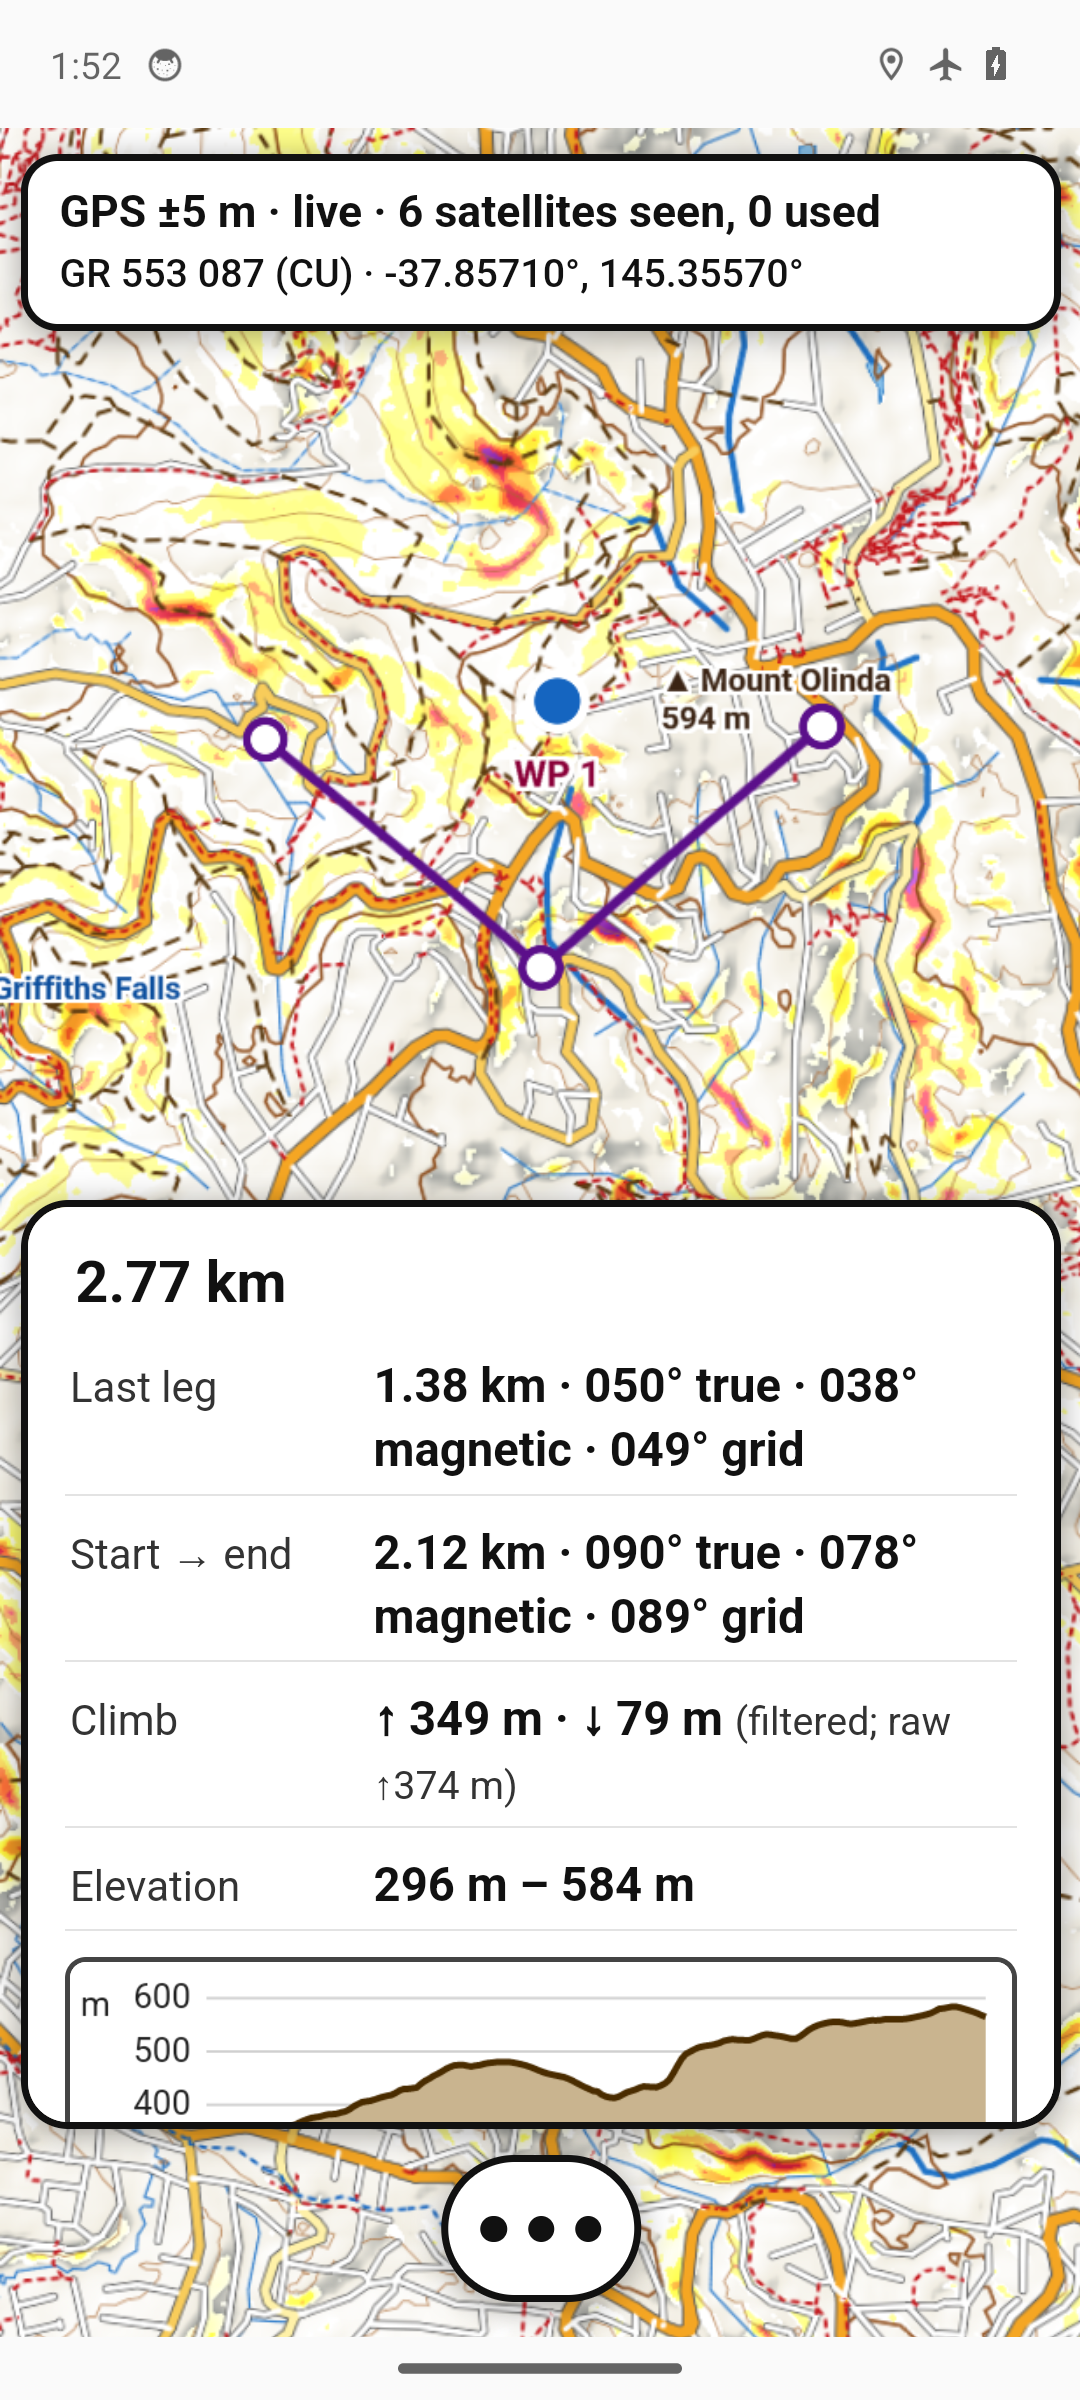 1:52
GPS ±5 m · live · 6 satellites seen, 0 used
GR 553 087 (CU) · -37.85710°, 145.35570°
▲ Mount Olinda
594 m
WP 1
Griffiths Falls
2.77 km
Last leg
1.38 km · 050° true · 038°
magnetic · 049° grid
Start → end
2.12 km · 090° true · 078°
magnetic · 089° grid
Climb
↑ 349 m · ↓ 79 m (filtered; raw
↑374 m)
Elevation
296 m – 584 m
m 600
500
400